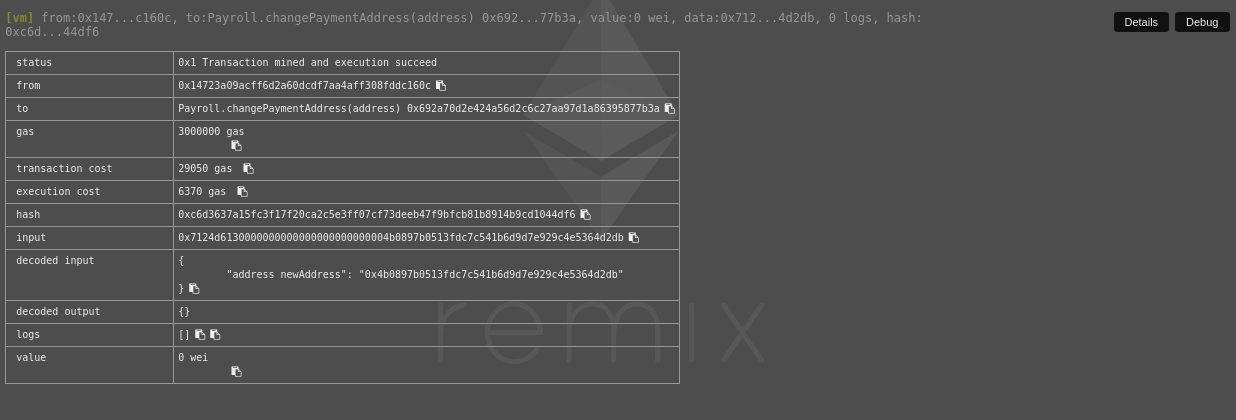 [vm] from:0x147...c160c, to:Payroll.changePaymentAddress(address) 0x692...77b3a, value:0 wei, data:0x712...4d2db, 0 logs, hash:
0xc6d...44df6
Details
Debug
status 0x1 Transaction mined and execution succeed
from 0x14723a09acff6d2a60dcdf7aa4aff308fddc160c
to Payroll.changePaymentAddress(address) 0x692a70d2e424a56d2c6c27aa97d1a86395877b3a
gas 3000000 gas
transaction cost 29050 gas
execution cost 6370 gas
hash 0xc6d3637a15fc3f17f20ca2c5e3ff07cf73deeb47f9bfcb81b8914b9cd1044df6
input 0x7124d6130000000000000000000000004b0897b0513fdc7c541b6d9d7e929c4e5364d2db
decoded input {
"address newAddress": "0x4b0897b0513fdc7c541b6d9d7e929c4e5364d2db"
}
decoded output {}
logs []
value 0 wei
remix